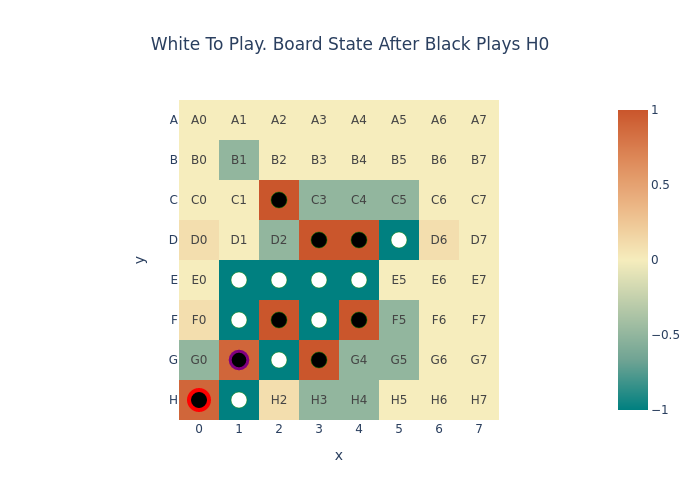 White To Play. Board State After Black Plays H0
A A0 A1 A2 A3 A4 A5 A6 A7
B B0 B1 B2 B3 B4 B5 B6 B7
C C0 C1 C3 C4 C5 C6 C7
D D0 D1 D2 D6 D7
E E0 E5 E6 E7
F F0 F5 F6 F7
G G0 G4 G5 G6 G7
H H2 H3 H4 H5 H6 H7
0 1 2 3 4 5 6 7
x
y
1
0.5
0
−0.5
−1